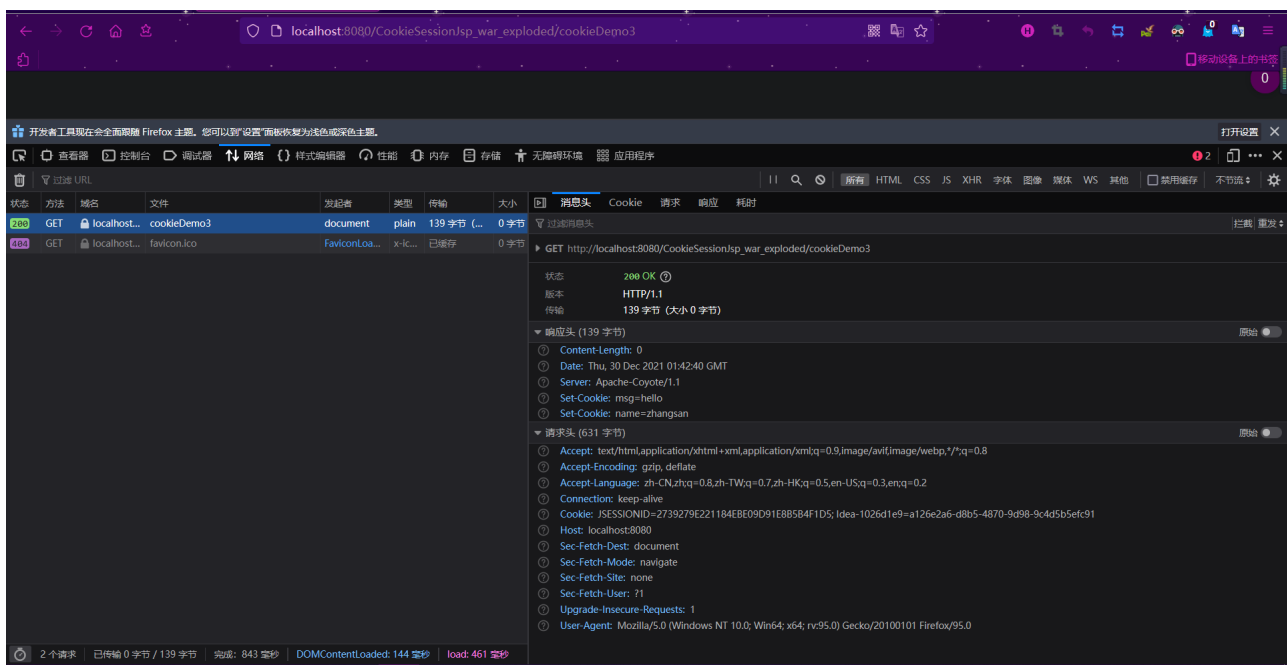 localhost:8080/CookieSessionJsp_war_exploded/cookieDemo3
移动设备上的书签
0
0
开发者工具现在会全面跟随 Firefox 主题。您可以到“设置”面板恢复为浅色或深色主题。 打开设置
查看器 控制台 调试器 网络 样式编辑器 性能 内存 存储 无障碍环境 应用程序 2
过滤 URL 所有 HTML CSS JS XHR 字体 图像 媒体 WS 其他 禁用缓存 不节流
状态 方法 域名 文件 发起者 类型 传输 大小 消息头 Cookie 请求 响应 耗时
200 GET localhost... cookieDemo3 document plain 139 字节 (... 0 字节
404 GET localhost... favicon.ico FaviconLoa... x-ic... 已缓存 0 字节
过滤消息头 拦截 重发
GET http://localhost:8080/CookieSessionJsp_war_exploded/cookieDemo3
状态 200 OK
版本 HTTP/1.1
传输 139 字节 (大小 0 字节)
响应头 (139 字节) 原始
Content-Length: 0
Date: Thu, 30 Dec 2021 01:42:40 GMT
Server: Apache-Coyote/1.1
Set-Cookie: msg=hello
Set-Cookie: name=zhangsan
请求头 (631 字节) 原始
Accept: text/html,application/xhtml+xml,application/xml;q=0.9,image/avif,image/webp,*/*;q=0.8
Accept-Encoding: gzip, deflate
Accept-Language: zh-CN,zh;q=0.8,zh-TW;q=0.7,zh-HK;q=0.5,en-US;q=0.3,en;q=0.2
Connection: keep-alive
Cookie: JSESSIONID=2739279E221184EBE09D91E8B5B4F1D5; Idea-1026d1e9=a126e2a6-d8b5-4870-9d98-9c4d5b5efc91
Host: localhost:8080
Sec-Fetch-Dest: document
Sec-Fetch-Mode: navigate
Sec-Fetch-Site: none
Sec-Fetch-User: ?1
Upgrade-Insecure-Requests: 1
User-Agent: Mozilla/5.0 (Windows NT 10.0; Win64; x64; rv:95.0) Gecko/20100101 Firefox/95.0
2 个请求 已传输 0 字节 / 139 字节 完成: 843 毫秒 DOMContentLoaded: 144 毫秒 load: 461 毫秒